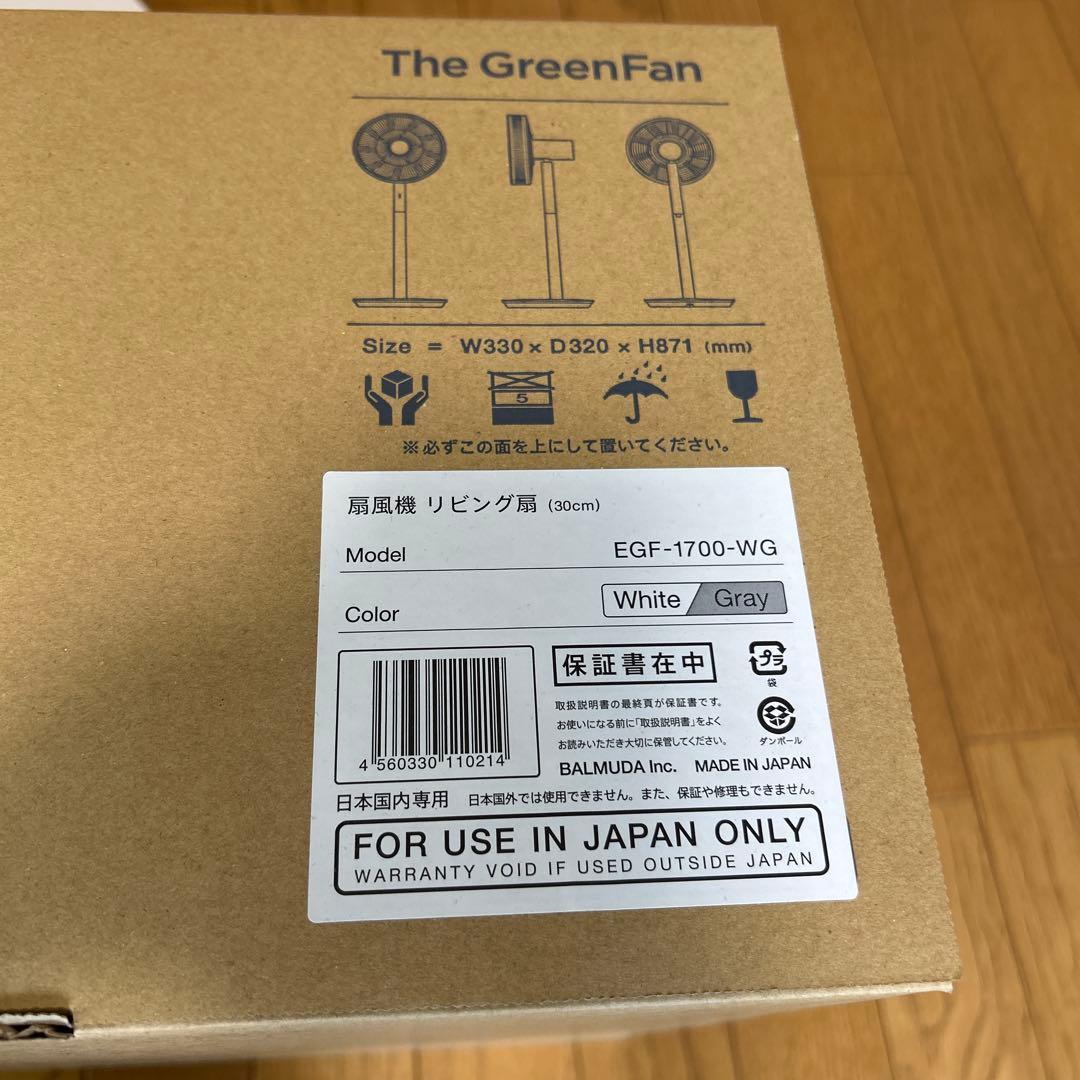 The GreenFan
Size = W330 × D320 × H871 (mm)
5
※必ずこの面を上にして置いてください。
扇風機 リビング扇 (30cm)
Model EGF-1700-WG
Color White Gray
4 560330 110214
保証書在中
取扱説明書の最終頁が保証書です。
お使いになる前に「取扱説明書」をよく
お読みいただき大切に保管してください。
プラ
袋
ダンボール
BALMUDA Inc. MADE IN JAPAN
日本国内専用 日本国外では使用できません。また、保証や修理もできません。
FOR USE IN JAPAN ONLY
WARRANTY VOID IF USED OUTSIDE JAPAN